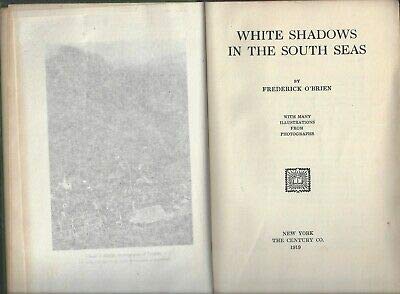 WHITE SHADOWS
IN THE SOUTH SEAS
BY
FREDERICK O'BRIEN
WITH MANY
ILLUSTRATIONS
FROM
PHOTOGRAPHS
NEW YORK
THE CENTURY CO.
1919